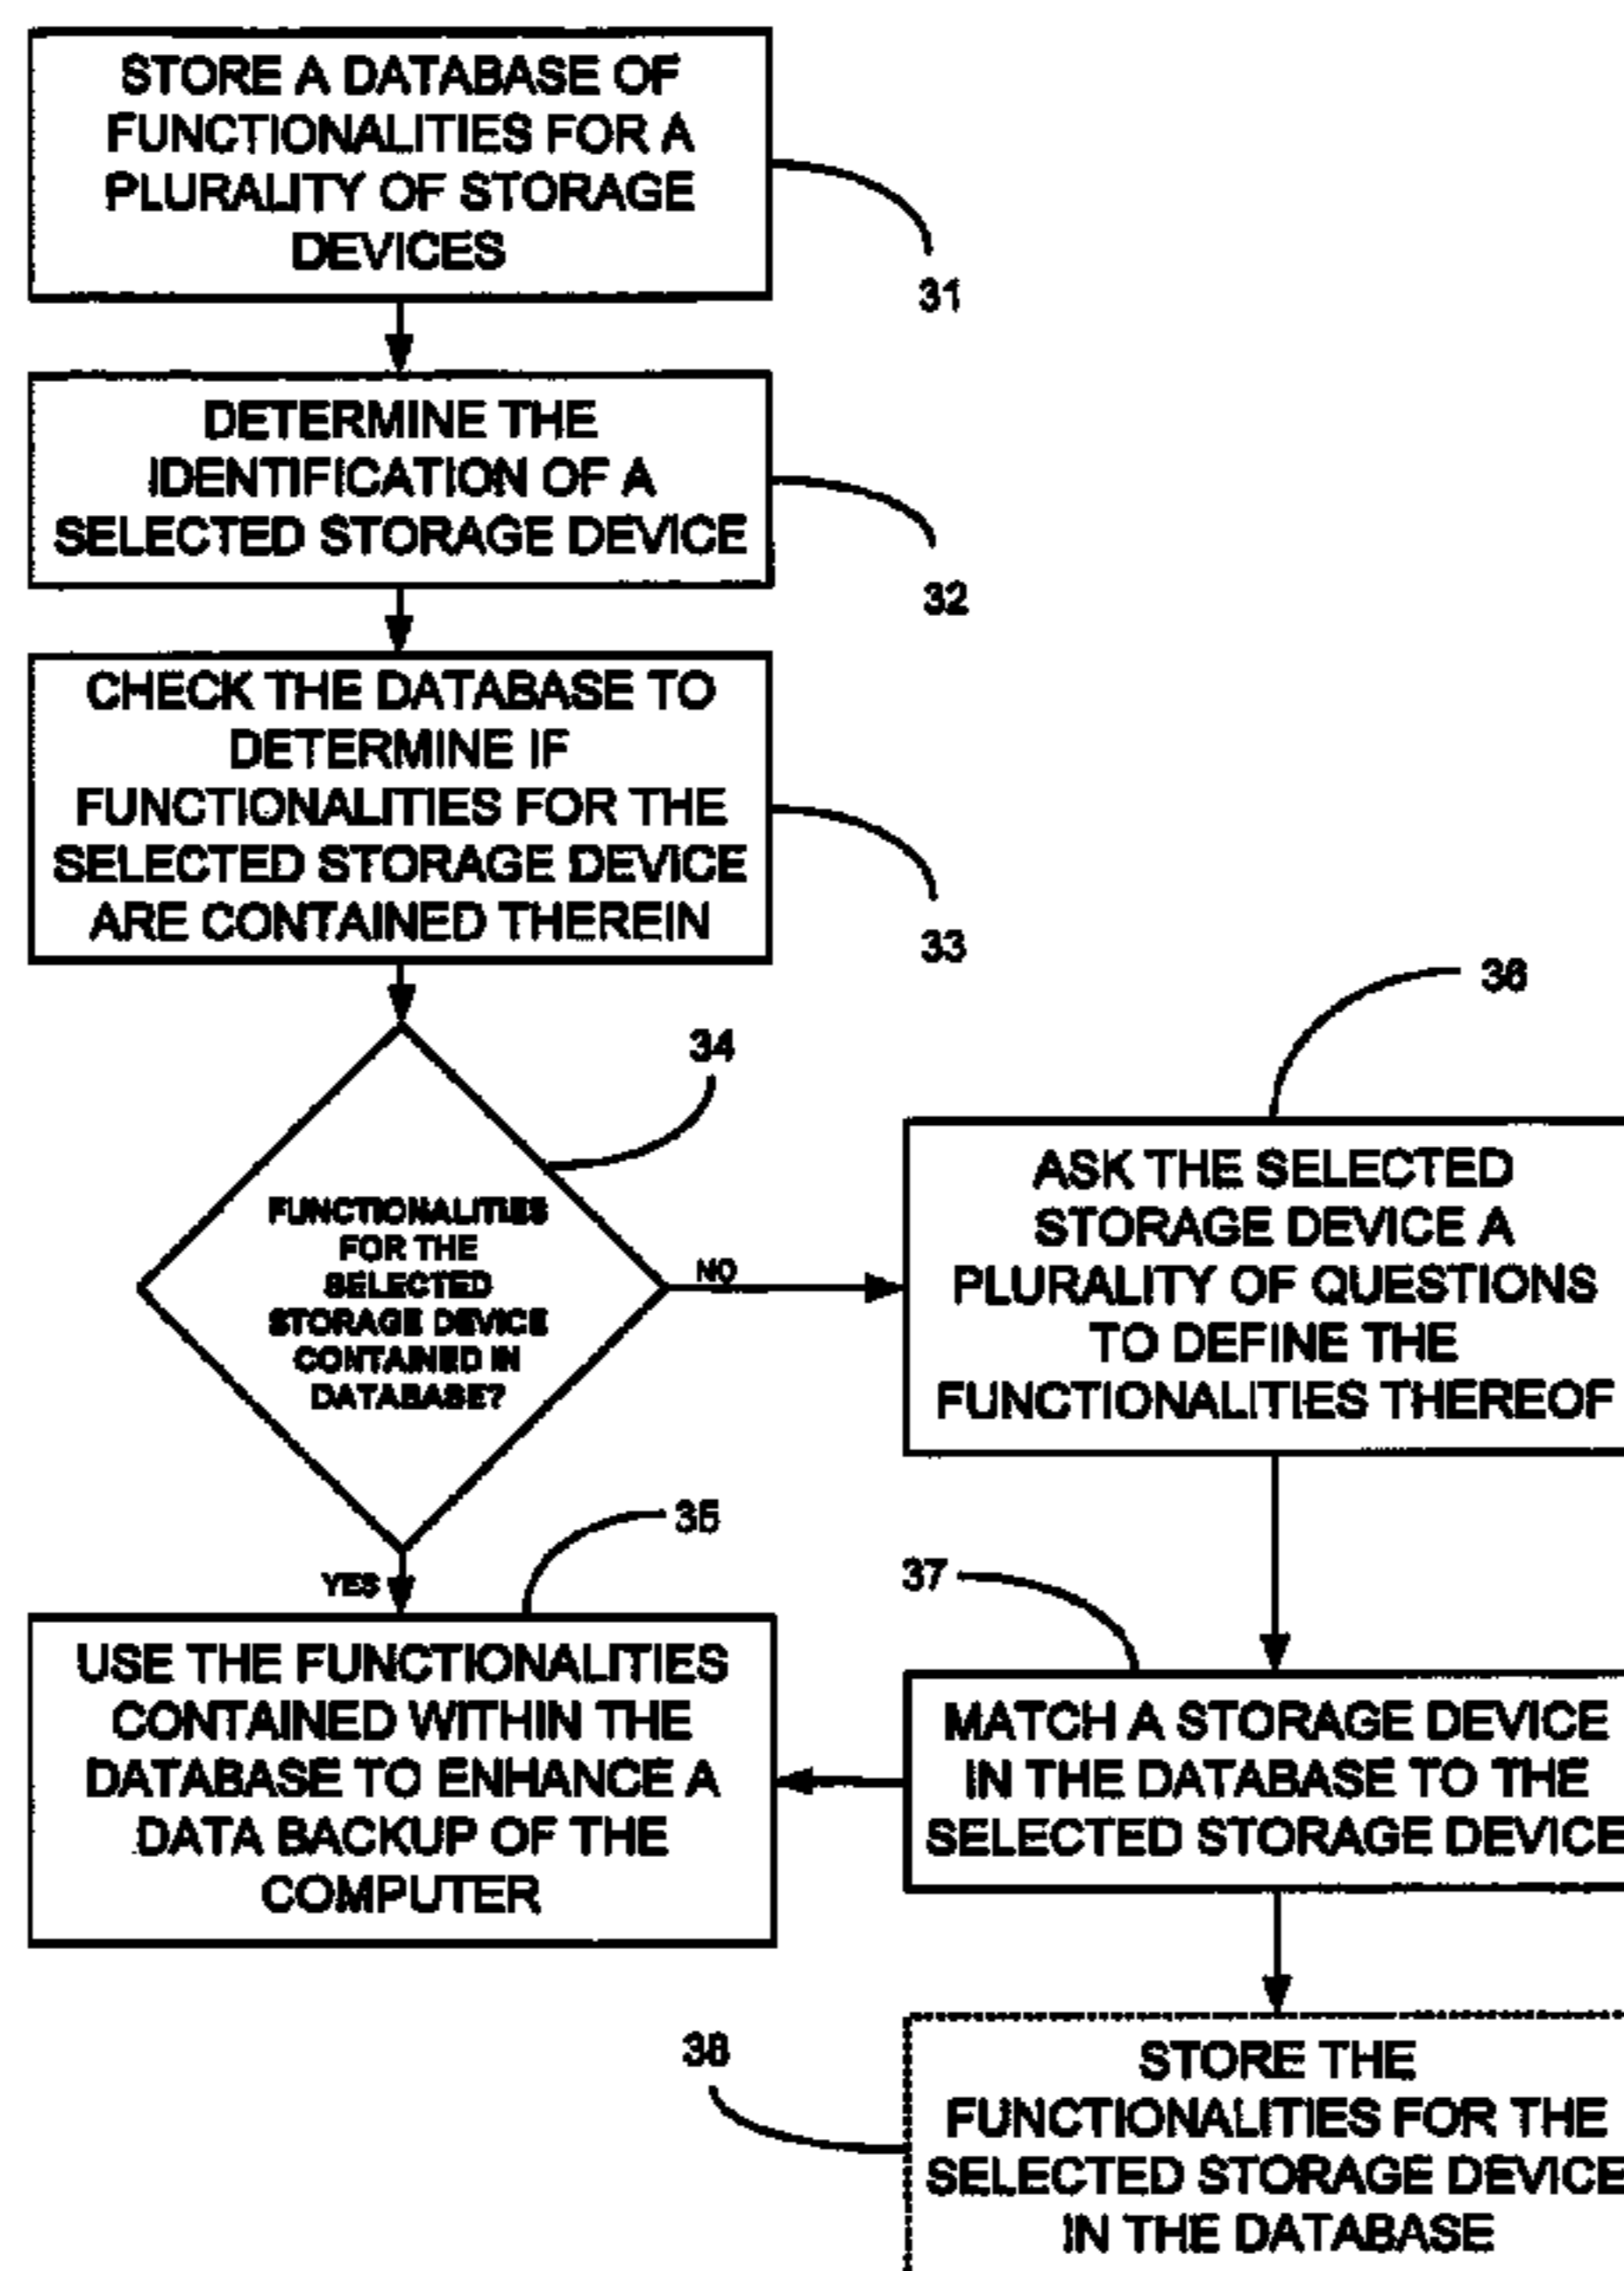 STORE A DATABASE OF
FUNCTIONALITIES FOR A
PLURALITY OF STORAGE
DEVICES
31
DETERMINE THE
IDENTIFICATION OF A
SELECTED STORAGE DEVICE
32
CHECK THE DATABASE TO
DETERMINE IF
FUNCTIONALITIES FOR THE
SELECTED STORAGE DEVICE
ARE CONTAINED THEREIN
33
34
FUNCTIONALITIES
FOR THE
SELECTED
STORAGE DEVICE
CONTAINED IN
DATABASE?
NO
36
ASK THE SELECTED
STORAGE DEVICE A
PLURALITY OF QUESTIONS
TO DEFINE THE
FUNCTIONALITIES THEREOF
YES
35
USE THE FUNCTIONALITIES
CONTAINED WITHIN THE
DATABASE TO ENHANCE A
DATA BACKUP OF THE
COMPUTER
37
MATCH A STORAGE DEVICE
IN THE DATABASE TO THE
SELECTED STORAGE DEVICE
38
STORE THE
FUNCTIONALITIES FOR THE
SELECTED STORAGE DEVICE
IN THE DATABASE